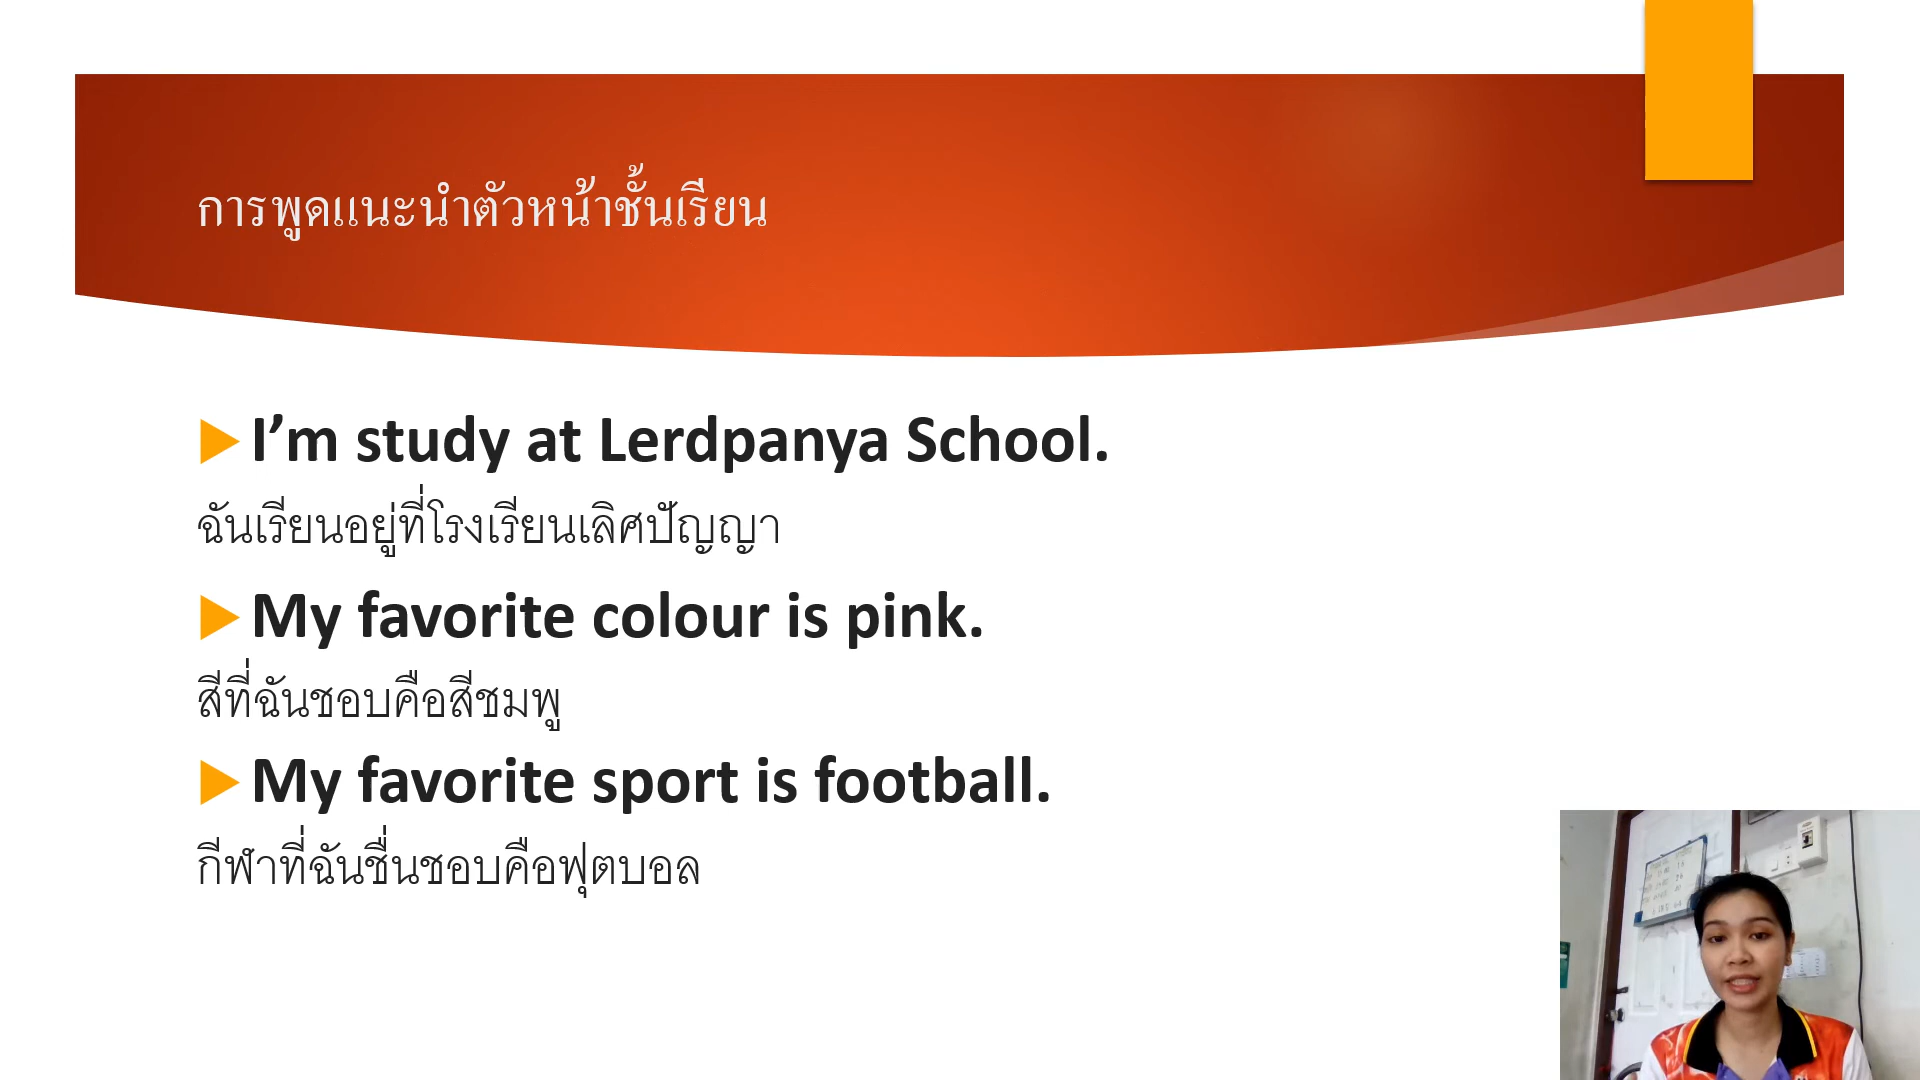 การพูดแนะนำตัวหน้าชั้นเรียน
I’m study at Lerdpanya School.
ฉันเรียนอยู่ที่โรงเรียนเลิศปัญญา
My favorite colour is pink.
สีที่ฉันชอบคือสีชมพู
My favorite sport is football.
กีฬาที่ฉันชื่นชอบคือฟุตบอล